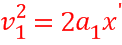 v₁² = 2a₁x'